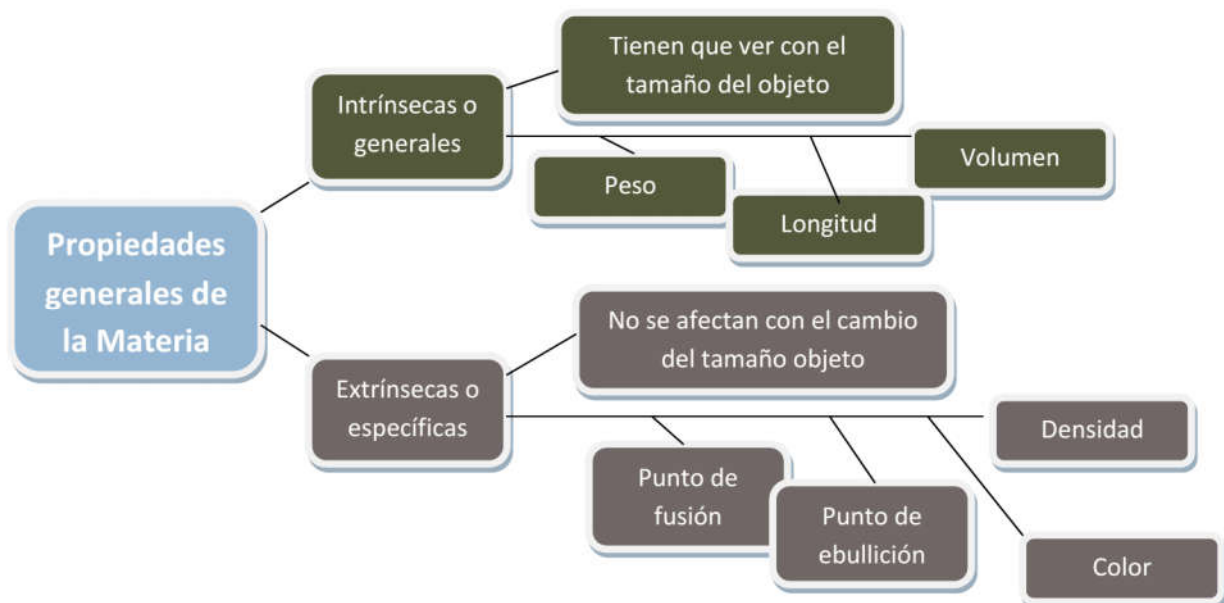 Propiedades
generales de
la Materia
Intrínsecas o
generales
Tienen que ver con el
tamaño del objeto
Peso
Longitud
Volumen
Extrínsecas o
específicas
No se afectan con el cambio
del tamaño objeto
Punto de
fusión
Punto de
ebullición
Densidad
Color